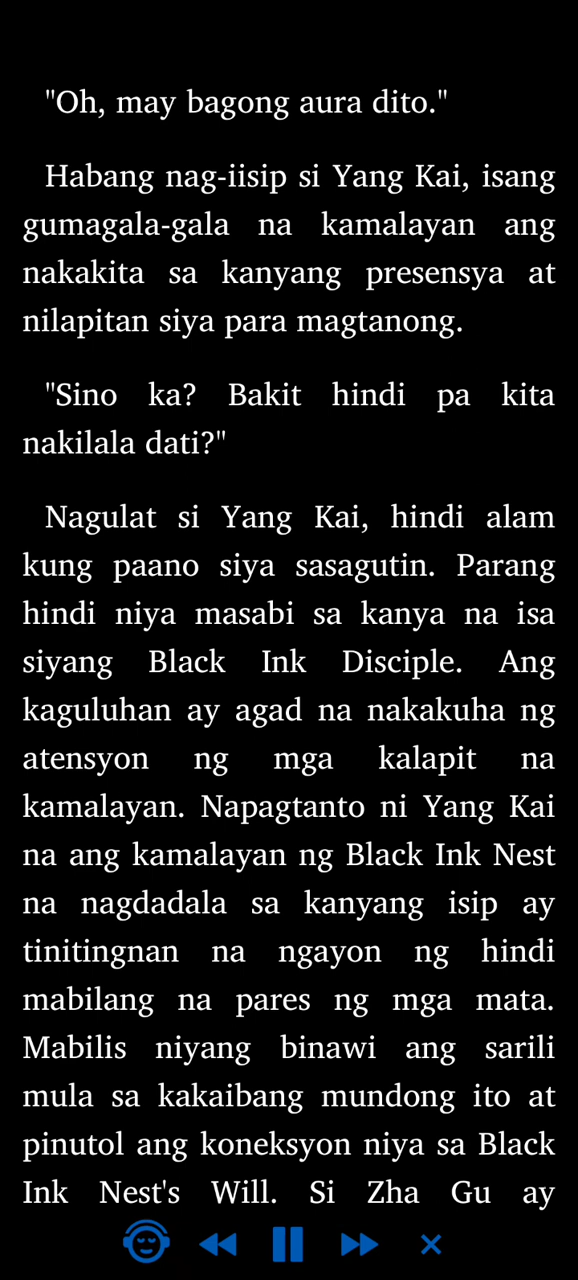 "Oh, may bagong aura dito."
Habang nag-iisip si Yang Kai, isang
gumagala-gala na kamalayan ang
nakakita sa kanyang presensya at
nilapitan siya para magtanong.
"Sino ka? Bakit hindi pa kita
nakilala dati?"
Nagulat si Yang Kai, hindi alam
kung paano siya sasagutin. Parang
hindi niya masabi sa kanya na isa
siyang Black Ink Disciple. Ang
kaguluhan ay agad na nakakuha ng
atensyon ng mga kalapit na
kamalayan. Napagtanto ni Yang Kai
na ang kamalayan ng Black Ink Nest
na nagdadala sa kanyang isip ay
tinitingnan na ngayon ng hindi
mabilang na pares ng mga mata.
Mabilis niyang binawi ang sarili
mula sa kakaibang mundong ito at
pinutol ang koneksyon niya sa Black
Ink Nest's Will. Si Zha Gu ay